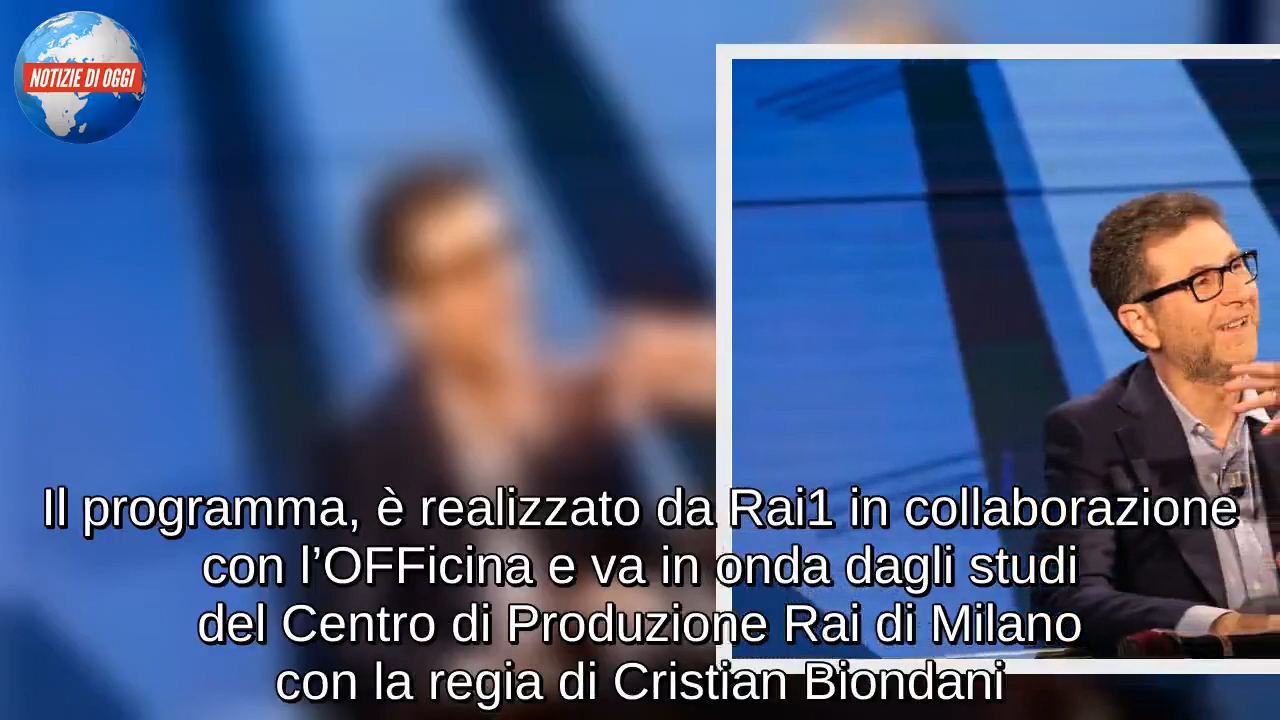 NOTIZIE DI OGGI
Il programma, è realizzato da Rai1 in collaborazione
con l’OFFicina e va in onda dagli studi
del Centro di Produzione Rai di Milano
con la regia di Cristian Biondani